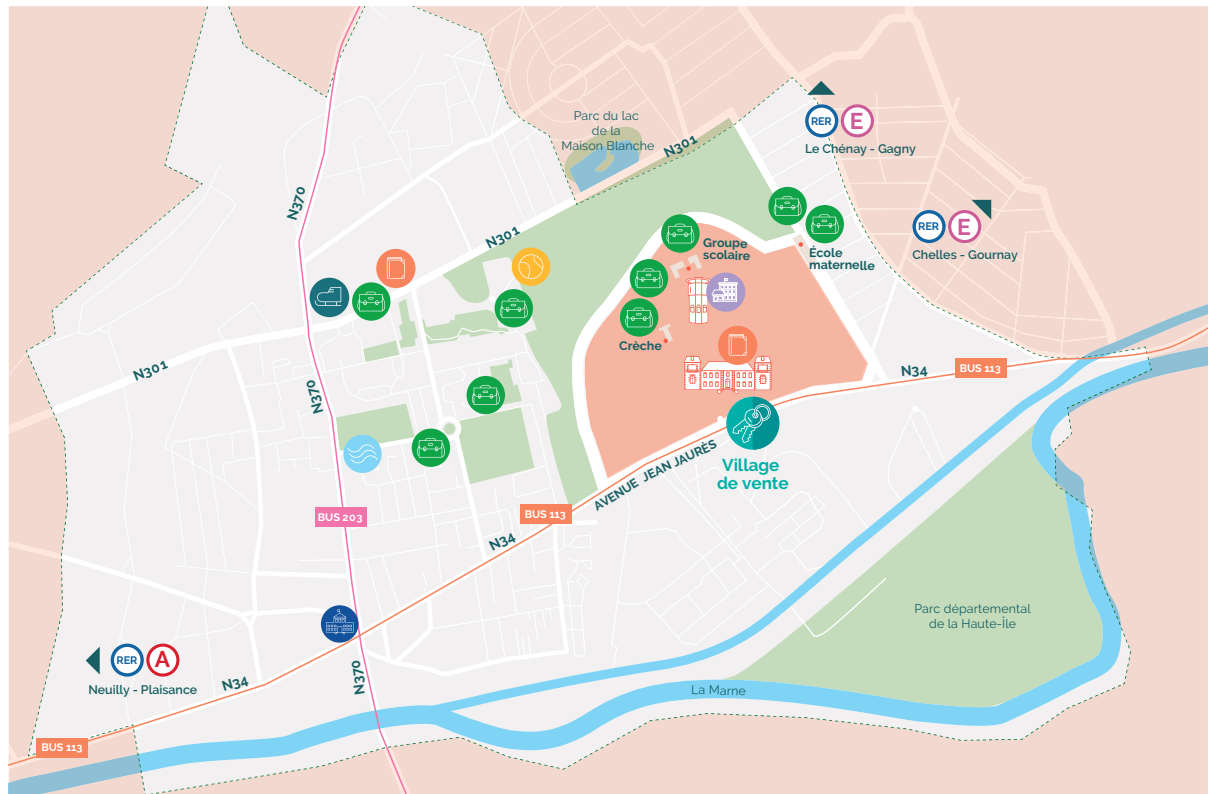 Parc du lac
de la
Maison Blanche
N301
RER E
Le Chénay - Gagny
N370
N301
Groupe
scolaire
École
maternelle
RER E
Chelles - Gournay
Crèche
N301
N370
N34
BUS 113
AVENUE JEAN JAURÈS
Village
de vente
BUS 203
BUS 113
N34
Parc départemental
de la Haute-Île
RER A
Neuilly - Plaisance
N34
N370
La Marne
BUS 113